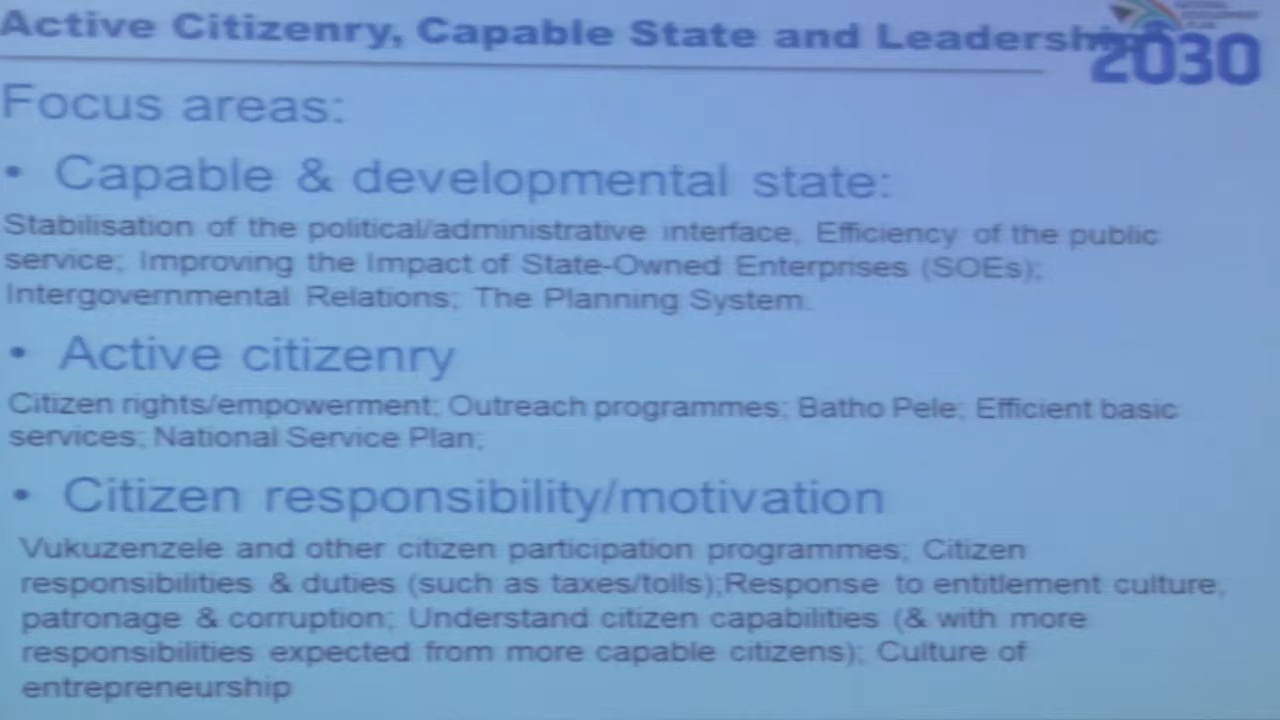 Active Citizenry, Capable State and Leadership
2030
Focus areas:
• Capable & developmental state:
Stabilisation of the political/administrative interface, Efficiency of the public
service; Improving the Impact of State-Owned Enterprises (SOEs);
Intergovernmental Relations; The Planning System.
• Active citizenry
Citizen rights/empowerment; Outreach programmes; Batho Pele; Efficient basic
services; National Service Plan;
• Citizen responsibility/motivation
Vukuzenzele and other citizen participation programmes; Citizen
responsibilities & duties (such as taxes/tolls);Response to entitlement culture,
patronage & corruption; Understand citizen capabilities (& with more
responsibilities expected from more capable citizens); Culture of
entrepreneurship